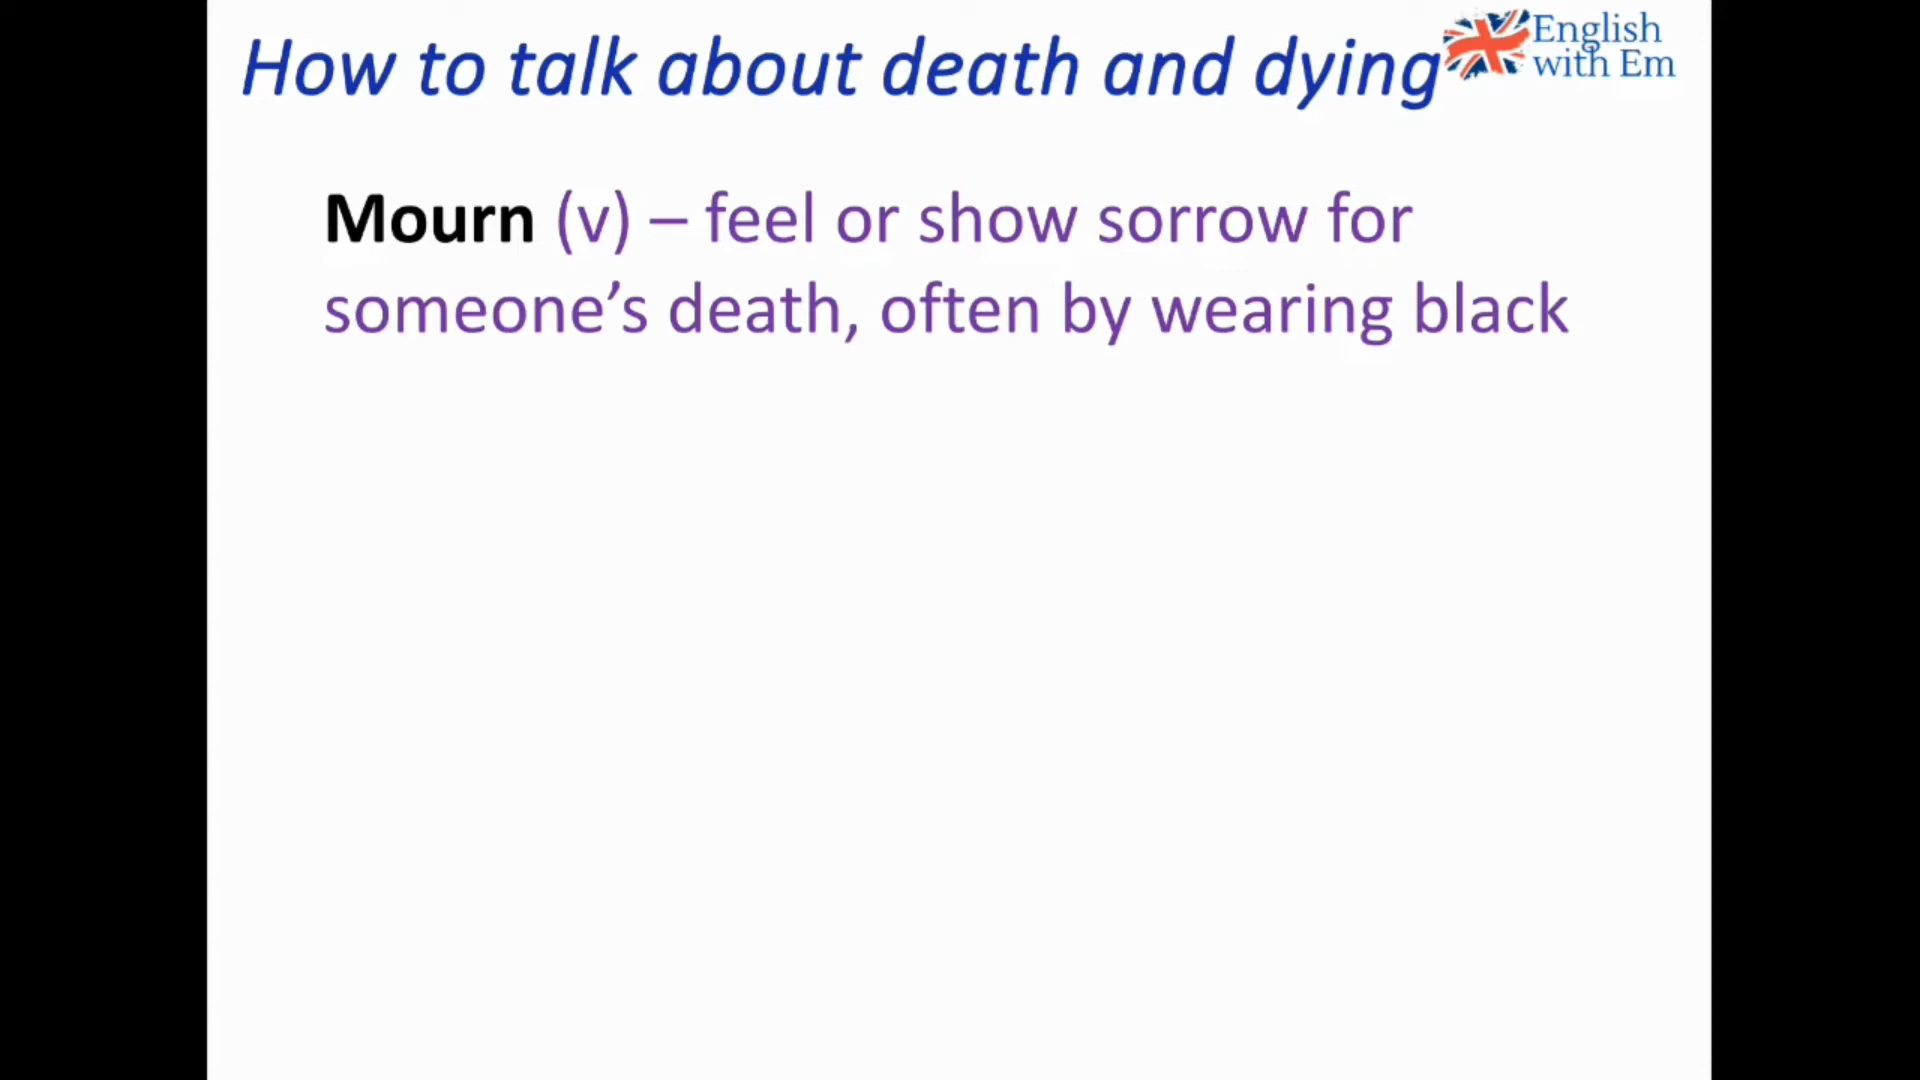 How to talk about death and dying
English
with Em
Mourn (v) – feel or show sorrow for
someone’s death, often by wearing black